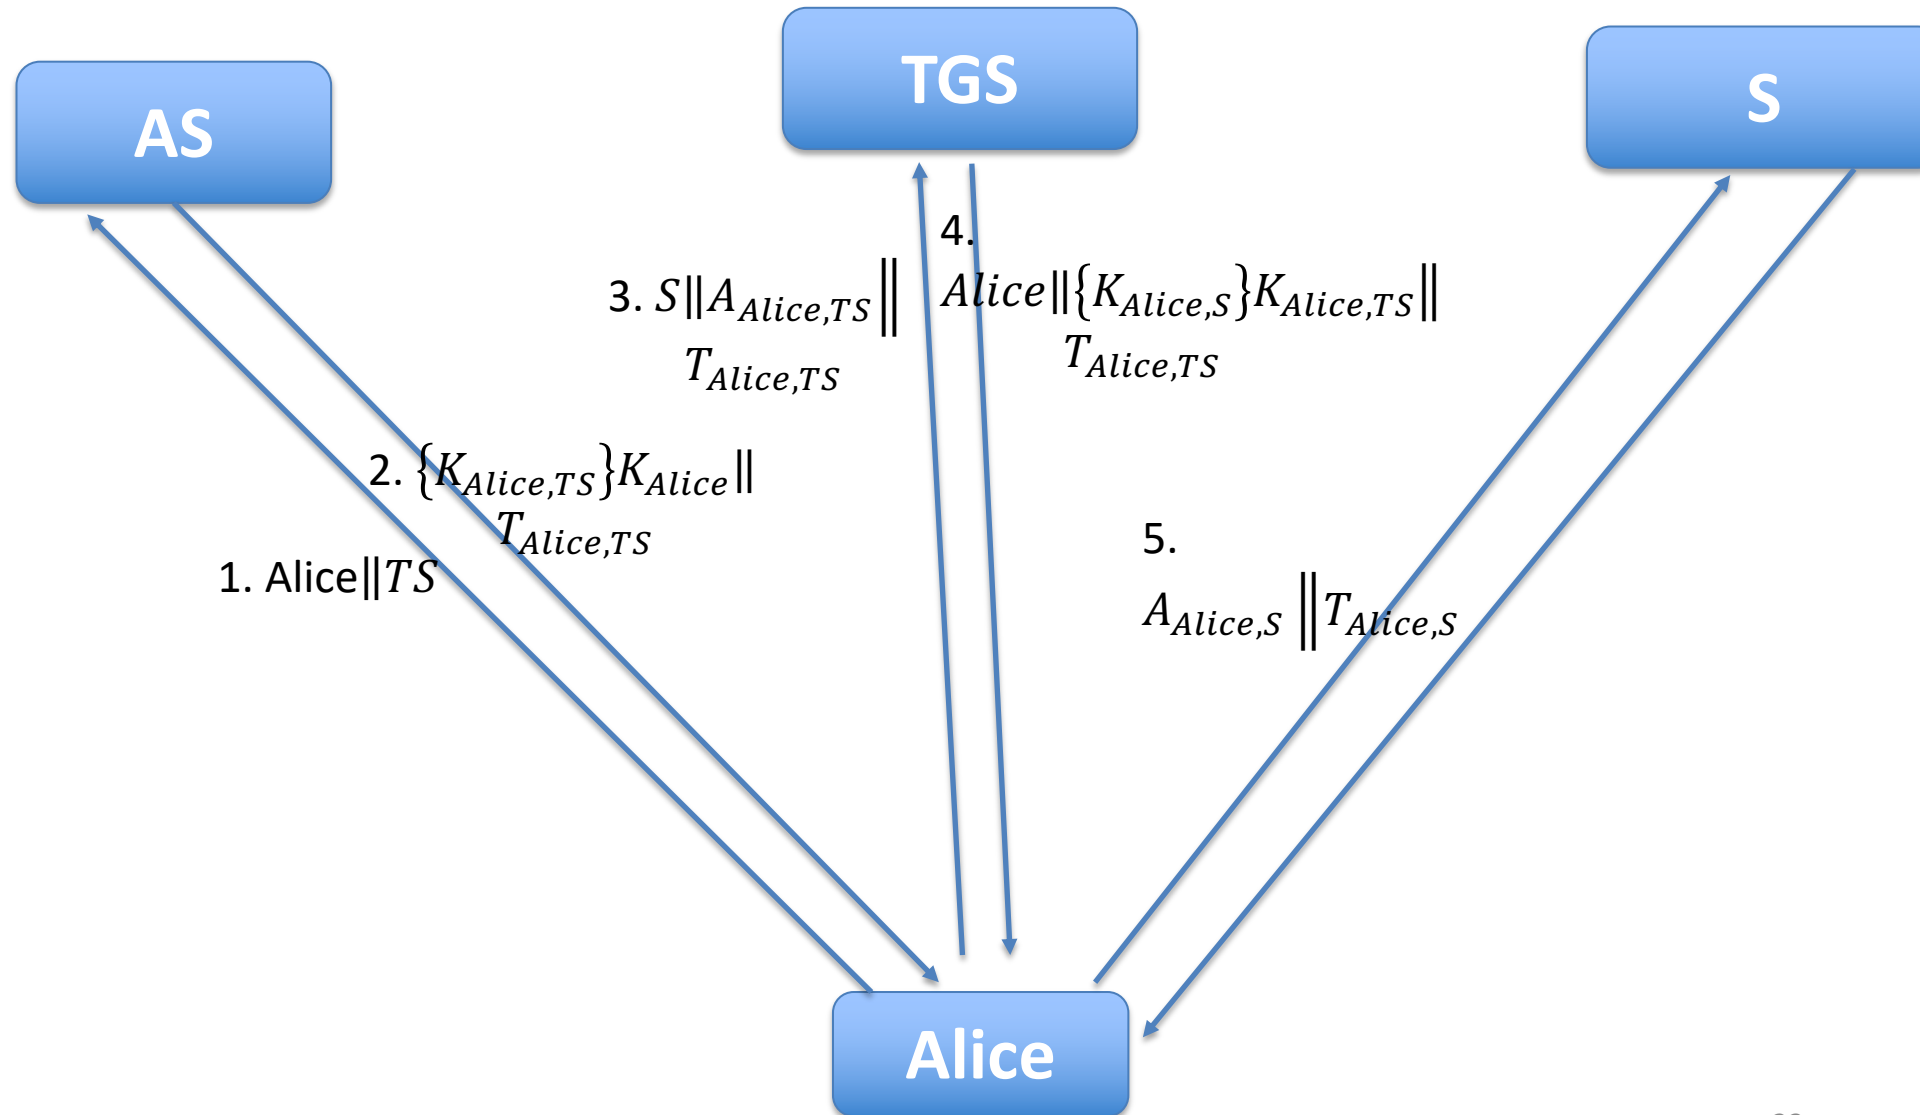 AS
TGS
S
1. Alice‖TS
2. {K_{Alice,TS}}K_{Alice}‖
T_{Alice,TS}
3. S‖A_{Alice,TS}‖
T_{Alice,TS}
4.
Alice‖{K_{Alice,S}}K_{Alice,TS}‖
T_{Alice,TS}
5.
A_{Alice,S}‖T_{Alice,S}
Alice